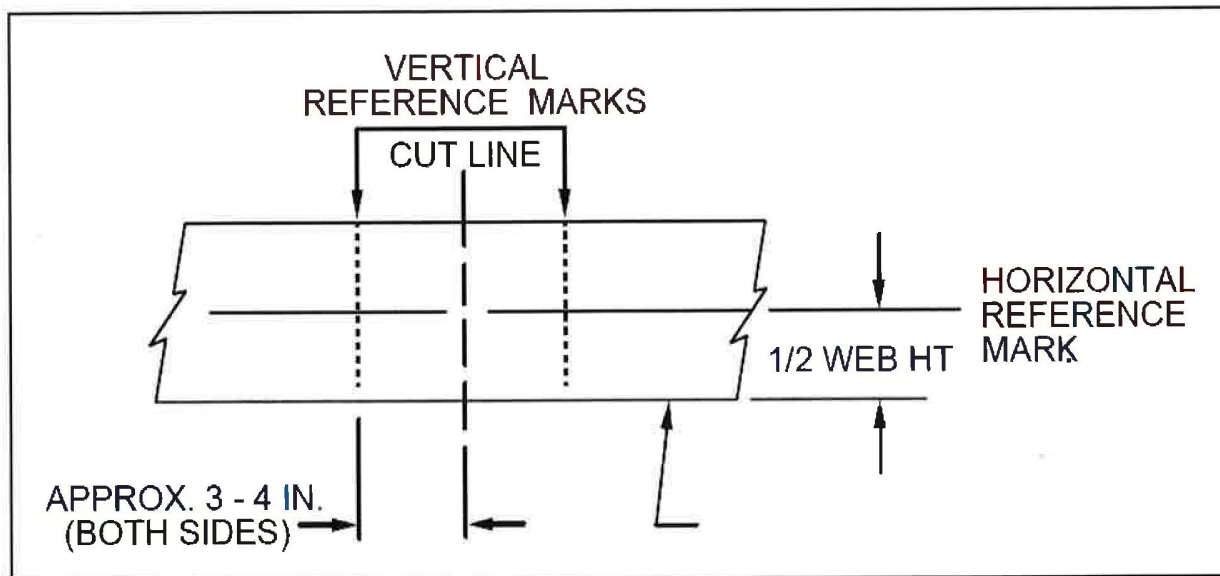 VERTICAL
REFERENCE MARKS
CUT LINE
HORIZONTAL
REFERENCE
MARK
1/2 WEB HT
APPROX. 3 - 4 IN.
(BOTH SIDES)